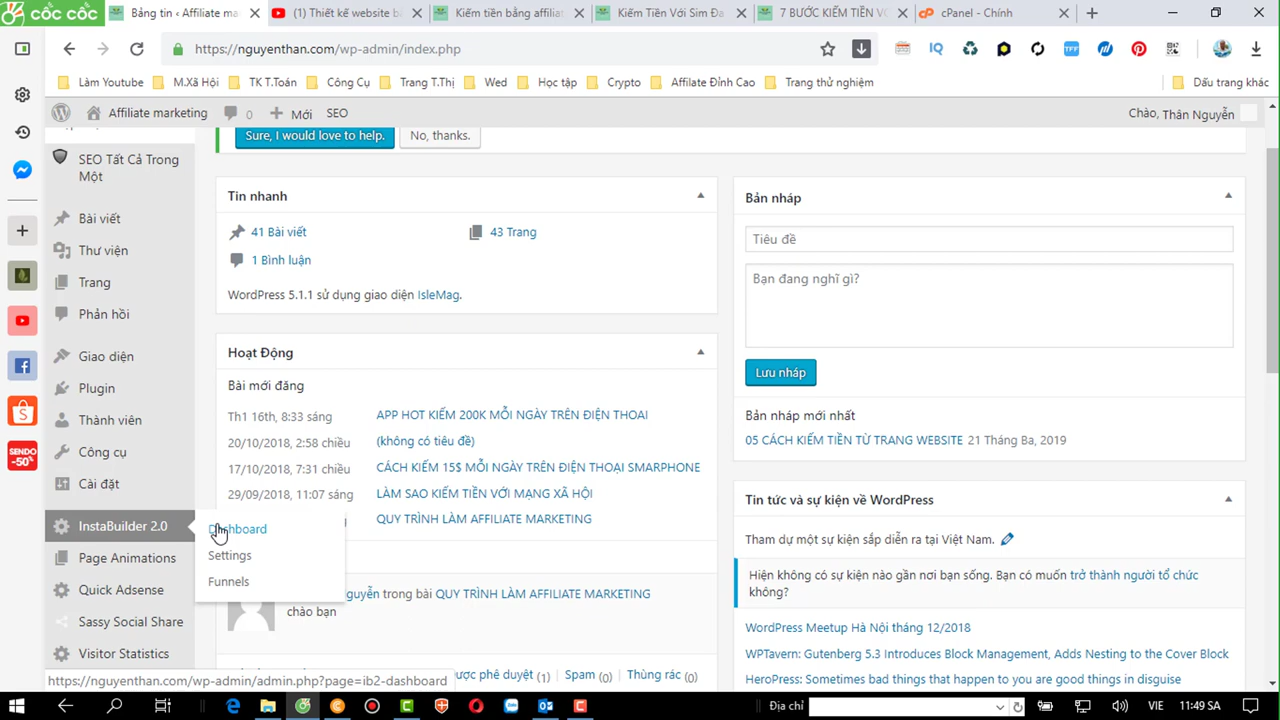 cốc cốc
Bảng tin ‹ Affiliate ma
(1) Thiết kế website b
Kiếm tiền bằng affiliat
Kiếm Tiền Với Sim Đa
7 BƯỚC KIẾM TIỀN VỚ
cPanel - Chính
https://nguyenthan.com/wp-admin/index.php
IQ
TFF
Làm Youtube
M.Xã Hội
TK T.Toán
Công Cụ
Trang T.Thị
Wed
Học tập
Crypto
Affilate Đỉnh Cao
Trang thử nghiệm
Dấu trang khác
Affiliate marketing
0
Mới
SEO
Chào, Thân Nguyễn
Sure, I would love to help.
No, thanks.
SEO Tất Cả Trong
Một
Bài viết
Thư viện
Trang
Phản hồi
Giao diện
Plugin
Thành viên
Công cụ
Cài đặt
InstaBuilder 2.0
Page Animations
Quick Adsense
Sassy Social Share
Visitor Statistics
SENDO
-50%
Dashboard
Settings
Funnels
Tin nhanh
41 Bài viết
43 Trang
1 Bình luận
WordPress 5.1.1 sử dụng giao diện IsleMag.
Hoạt Động
Bài mới đăng
Th1 16th, 8:33 sáng
APP HOT KIẾM 200K MỖI NGÀY TRÊN ĐIỆN THOAI
20/10/2018, 2:58 chiều
(không có tiêu đề)
17/10/2018, 7:31 chiều
CÁCH KIẾM 15$ MỖI NGÀY TRÊN ĐIỆN THOẠI SMARPHONE
29/09/2018, 11:07 sáng
LÀM SAO KIẾM TIỀN VỚI MẠNG XÃ HỘI
QUY TRÌNH LÀM AFFILIATE MARKETING
guyễn trong bài QUY TRÌNH LÀM AFFILIATE MARKETING
chào bạn
ược phê duyệt (1)
Spam (0)
Thùng rác (0)
Bản nháp
Tiêu đề
Bạn đang nghĩ gì?
Lưu nháp
Bản nháp mới nhất
05 CÁCH KIẾM TIỀN TỪ TRANG WEBSITE 21 Tháng Ba, 2019
Tin tức và sự kiện về WordPress
Tham dự một sự kiện sắp diễn ra tại Việt Nam.
Hiện không có sự kiện nào gần nơi bạn sống. Bạn có muốn trở thành người tổ chức
không?
WordPress Meetup Hà Nội tháng 12/2018
WPTavern: Gutenberg 5.3 Introduces Block Management, Adds Nesting to the Cover Block
HeroPress: Sometimes bad things that happen to you are good things in disguise
https://nguyenthan.com/wp-admin/admin.php?page=ib2-dashboard
Địa chỉ
VIE
11:49 SA